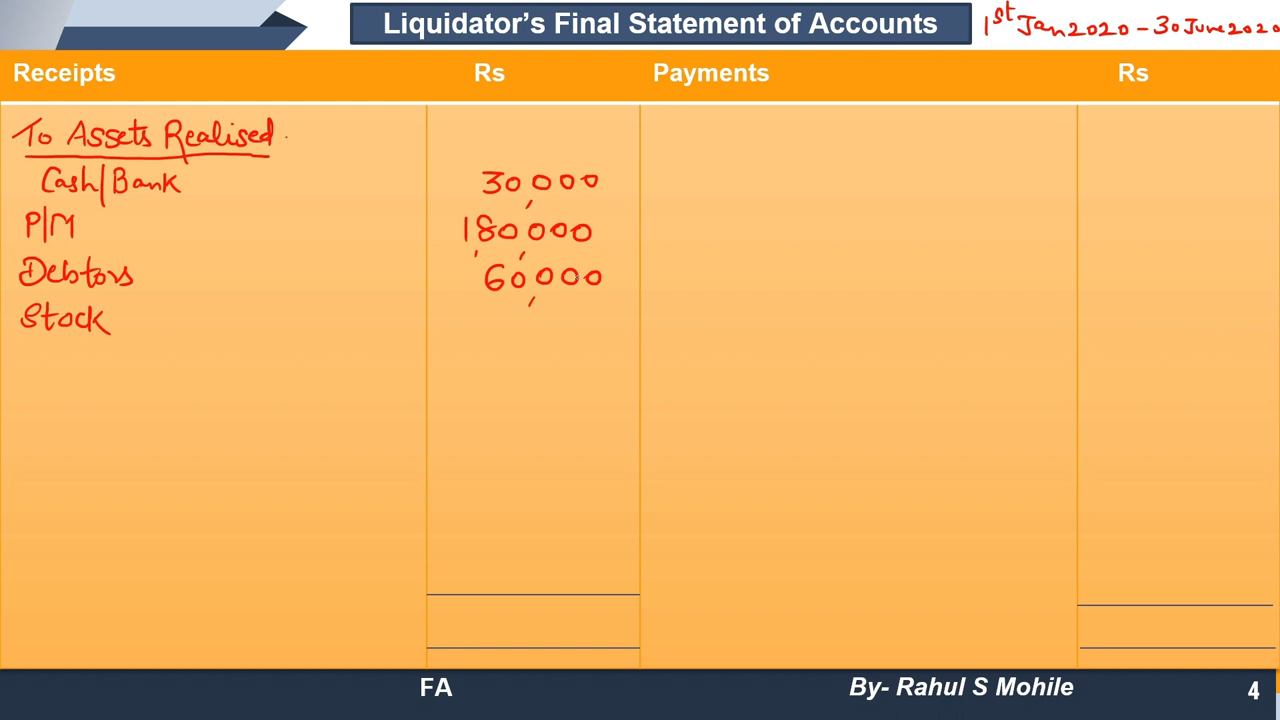 Liquidator's Final Statement of Accounts
1st Jan 2020 - 30 June 2020
Receipts Rs Payments Rs
To Assets Realised
Cash/Bank 30,000
P/M 1,80,000
Debtors 60,000
Stock
FA By- Rahul S Mohile 4